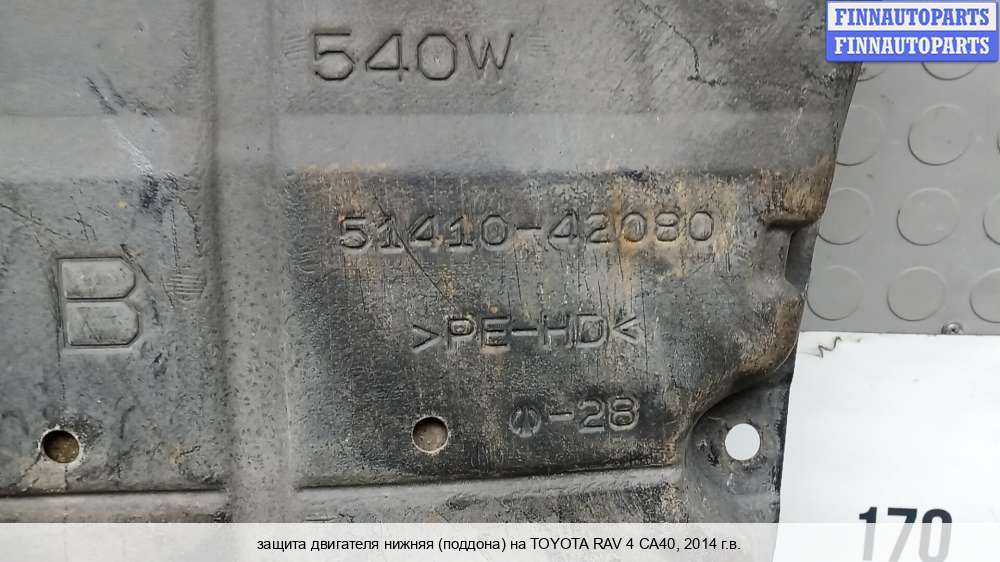 FINNAUTOPARTS
FINNAUTOPARTS
540W
51410-42080
B
>PE-HD<
-28
170
защита двигателя нижняя (поддона) на TOYOTA RAV 4 CA40, 2014 г.в.